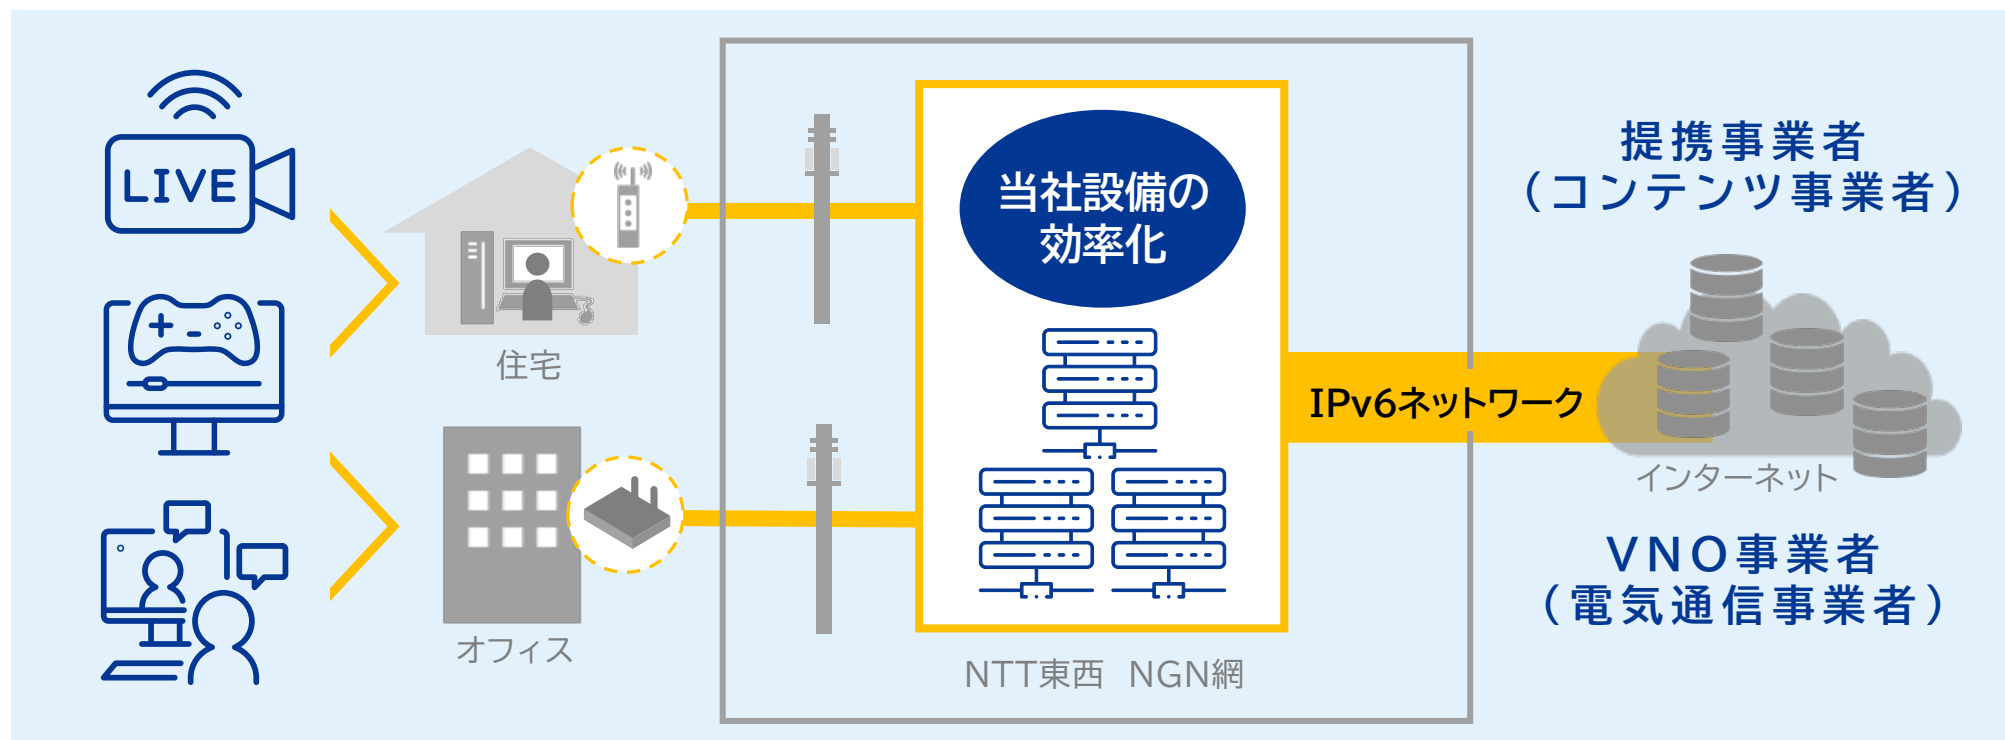 LIVE
住宅
オフィス
当社設備の
効率化
NTT東西 NGN網
IPv6ネットワーク
提携事業者
（コンテンツ事業者）
インターネット
VNO事業者
（電気通信事業者）